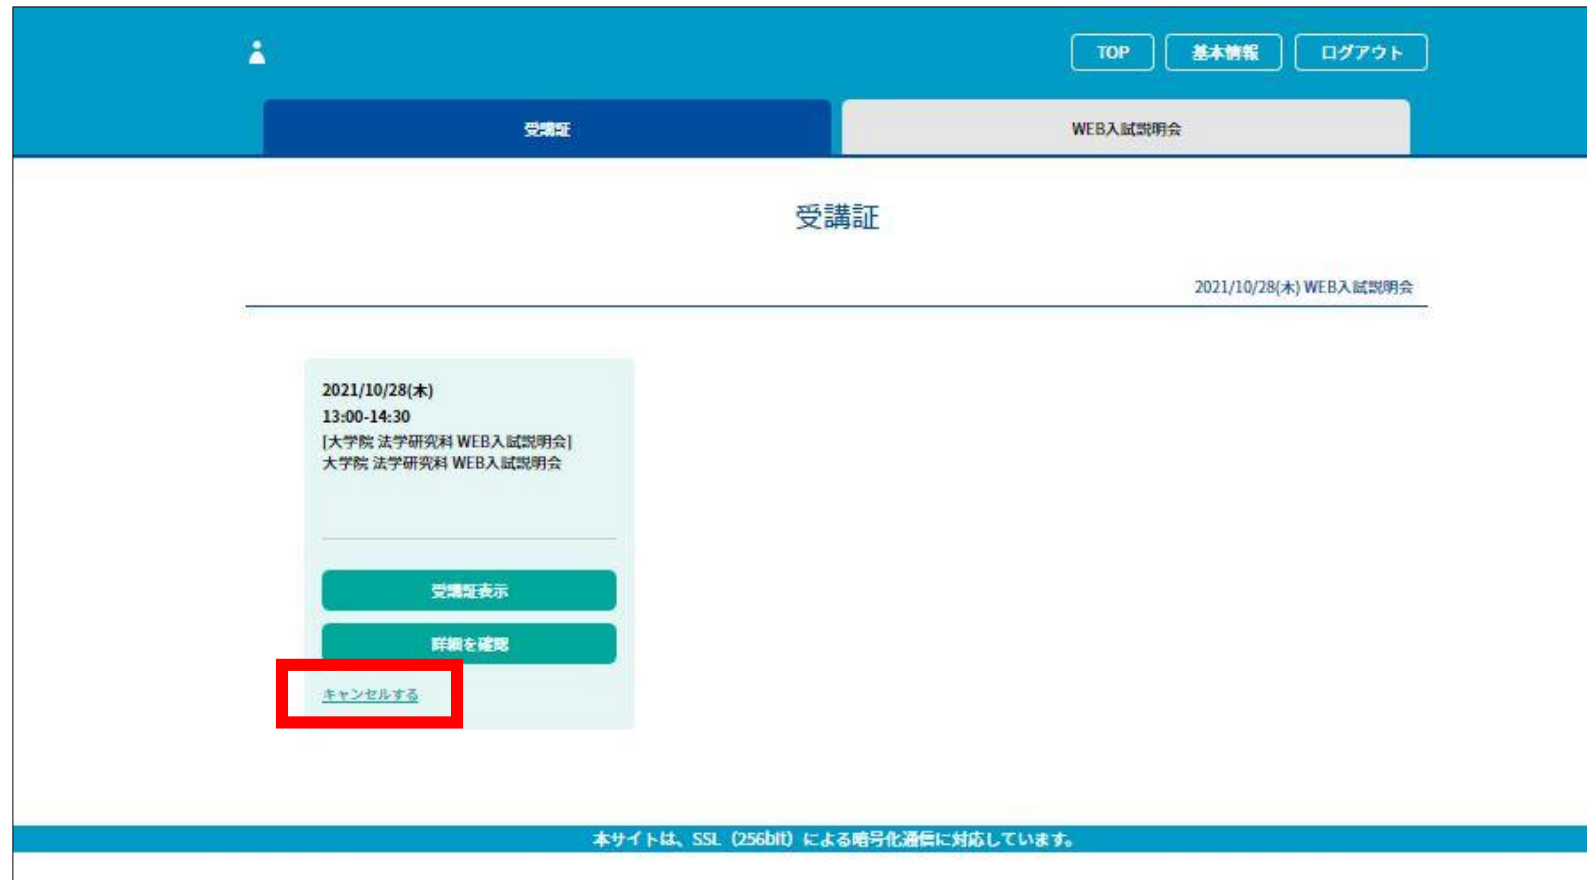 TOP 基本情報 ログアウト
受講証 WEB入試説明会
受講証
2021/10/28(木) WEB入試説明会
2021/10/28(木)
13:00-14:30
[大学院 法学研究科 WEB入試説明会]
大学院 法学研究科 WEB入試説明会
受講証表示
詳細を確認
キャンセルする
本サイトは、SSL（256bit）による暗号化通信に対応しています。